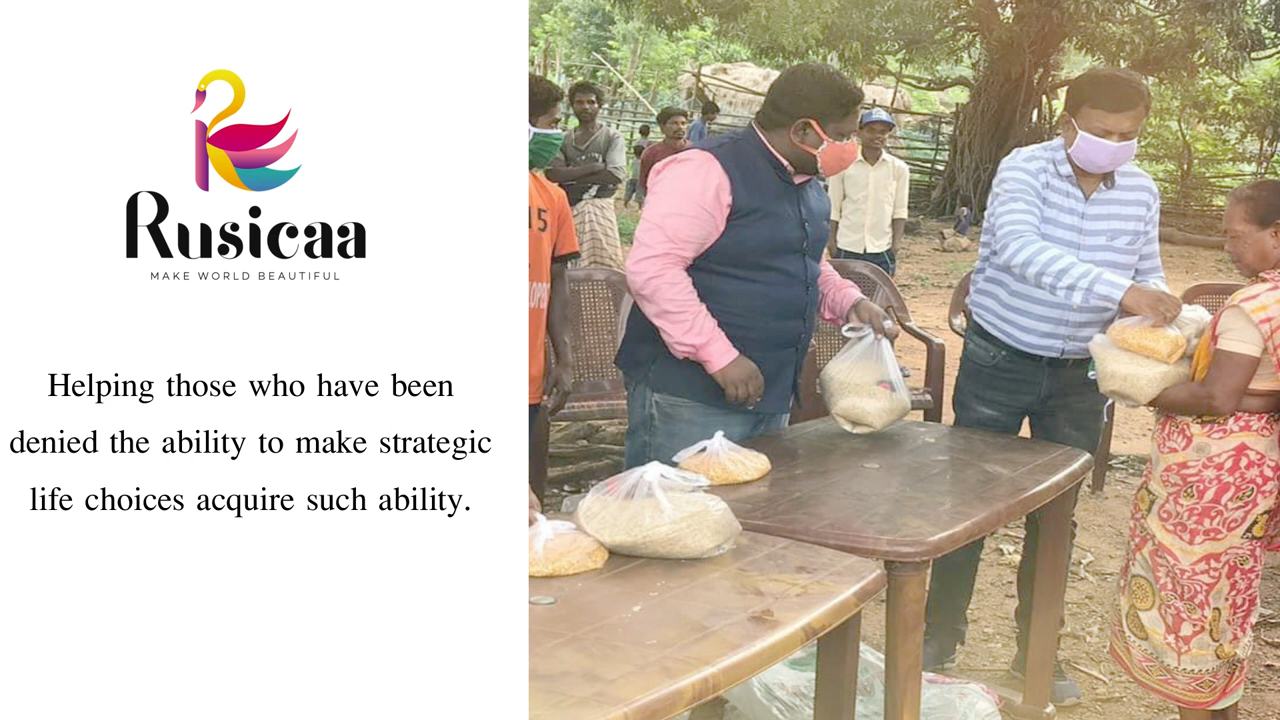 Rusicaa
MAKE WORLD BEAUTIFUL
Helping those who have been
denied the ability to make strategic
life choices acquire such ability.
15